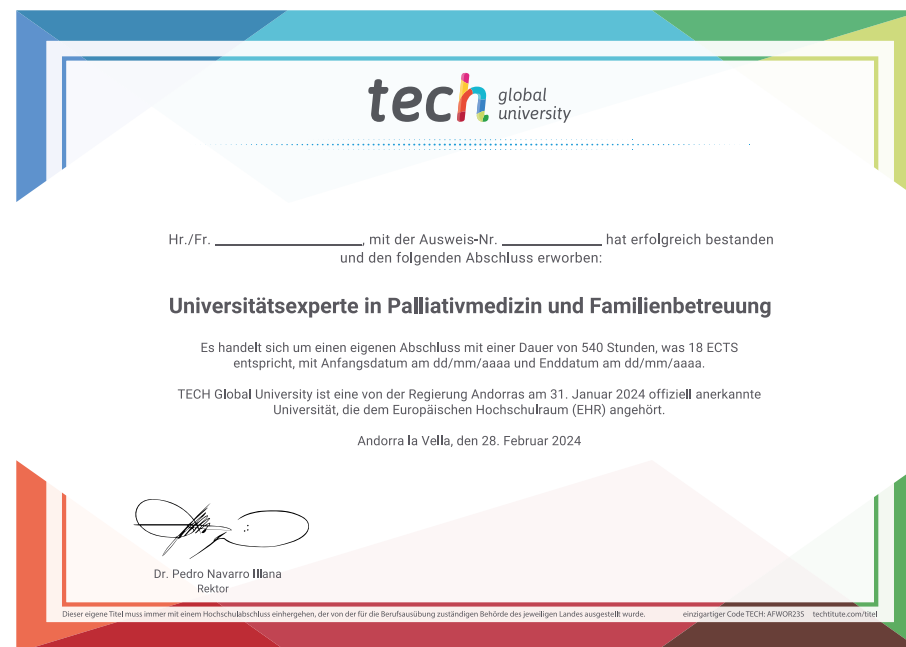 tech global university
Hr./Fr. ____________________, mit der Ausweis-Nr. ______________ hat erfolgreich bestanden
und den folgenden Abschluss erworben:
Universitätsexperte in Palliativmedizin und Familienbetreuung
Es handelt sich um einen eigenen Abschluss mit einer Dauer von 540 Stunden, was 18 ECTS
entspricht, mit Anfangsdatum am dd/mm/aaaa und Enddatum am dd/mm/aaaa.
TECH Global University ist eine von der Regierung Andorras am 31. Januar 2024 offiziell anerkannte
Universität, die dem Europäischen Hochschulraum (EHR) angehört.
Andorra la Vella, den 28. Februar 2024
Dr. Pedro Navarro Illana
Rektor
Dieser eigene Titel muss immer mit einem Hochschulabschluss einhergehen, der von der für die Berufsausübung zuständigen Behörde des jeweiligen Landes ausgestellt wurde. einzigartiger Code TECH: AFWOR235 techtitute.com/titel